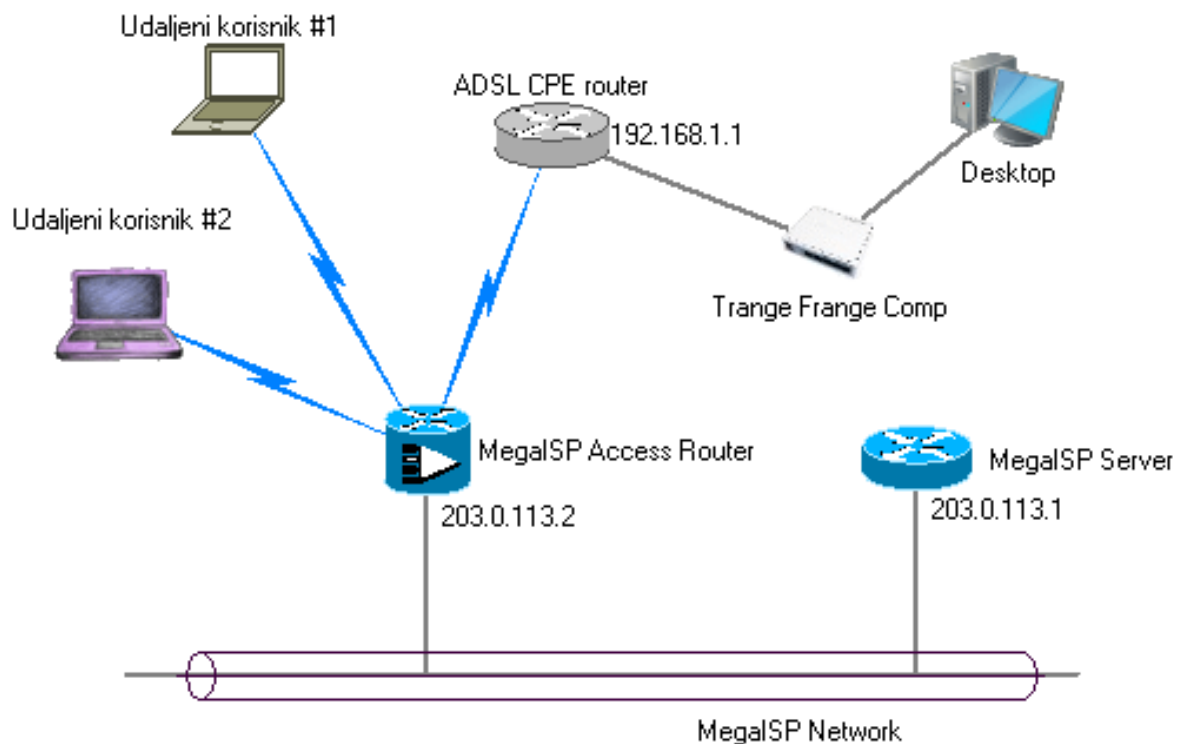 Udaljeni korisnik #1
ADSL CPE router
192.168.1.1
Desktop
Udaljeni korisnik #2
Trange Frange Comp
MegaISP Access Router
MegaISP Server
203.0.113.2
203.0.113.1
MegaISP Network